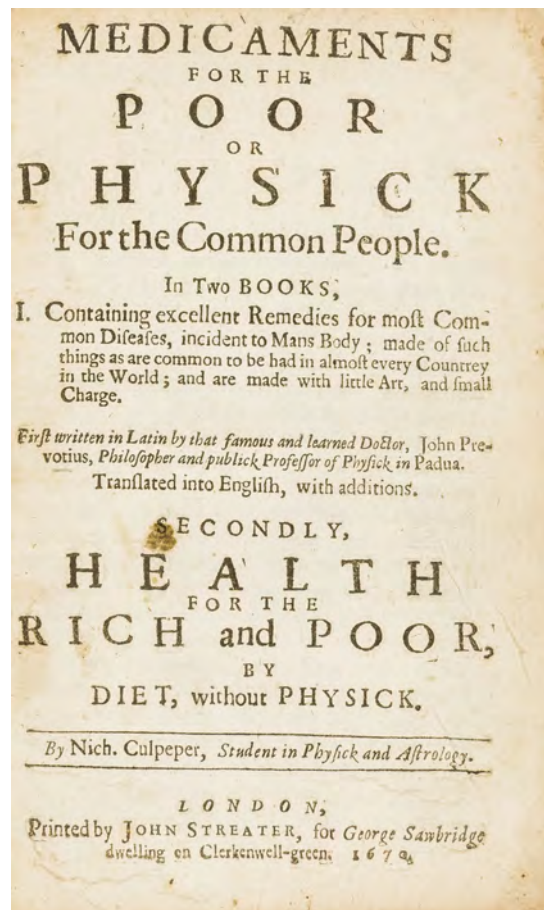 MEDICAMENTS
FOR THE
POOR
OR
PHYSICK
For the Common People.
In Two BOOKS,
I. Containing excellent Remedies for moſt Com-
mon Diſeaſes, incident to Mans Body; made of ſuch
things as are common to be had in almoſt every Countrey
in the World; and are made with little Art, and ſmall
Charge.
Firſt written in Latin by that famous and learned Doctor, John Pre-
votius, Philoſopher and publick Profeſſor of Phyſick in Padua.
Tranſlated into Engliſh, with additions.
SECONDLY,
HEALTH
FOR THE
RICH and POOR,
BY
DIET, without PHYSICK.
By Nich. Culpeper, Student in Phyſick and Aſtrology.
LONDON,
Printed by JOHN STREATER, for George Sawbridge
dwelling on Clerkenwell-green. 1670.